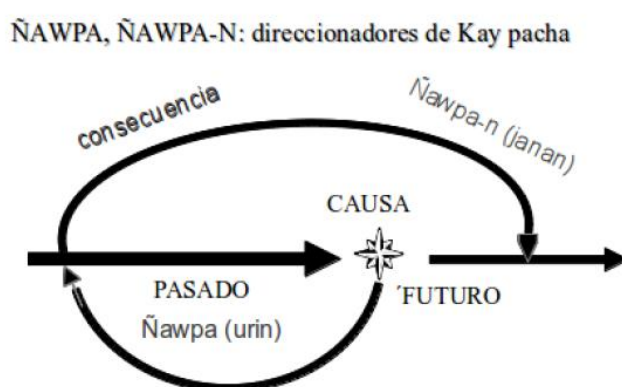 ÑAWPA, ÑAWPA-N: direccionadores de Kay pacha
consecuencia
Ñawpa-n (janan)
CAUSA
PASADO
´FUTURO
Ñawpa (urin)